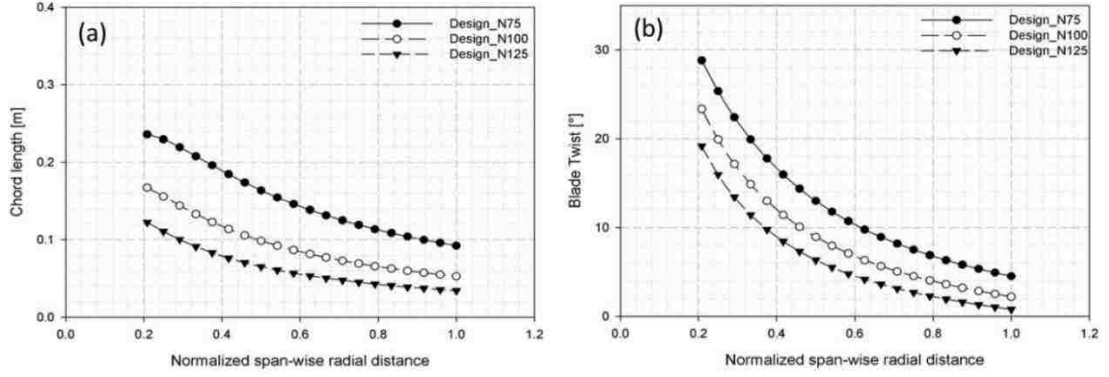 (a)
Design_N75
Design_N100
Design_N125
0.4
0.3
0.2
0.1
0.0
Chord length [m]
0.0 0.2 0.4 0.6 0.8 1.0 1.2
Normalized span-wise radial distance
(b)
Design_N75
Design_N100
Design_N125
30
20
10
0
Blade Twist [°]
0.0 0.2 0.4 0.6 0.8 1.0 1.2
Normalized span-wise radial distance